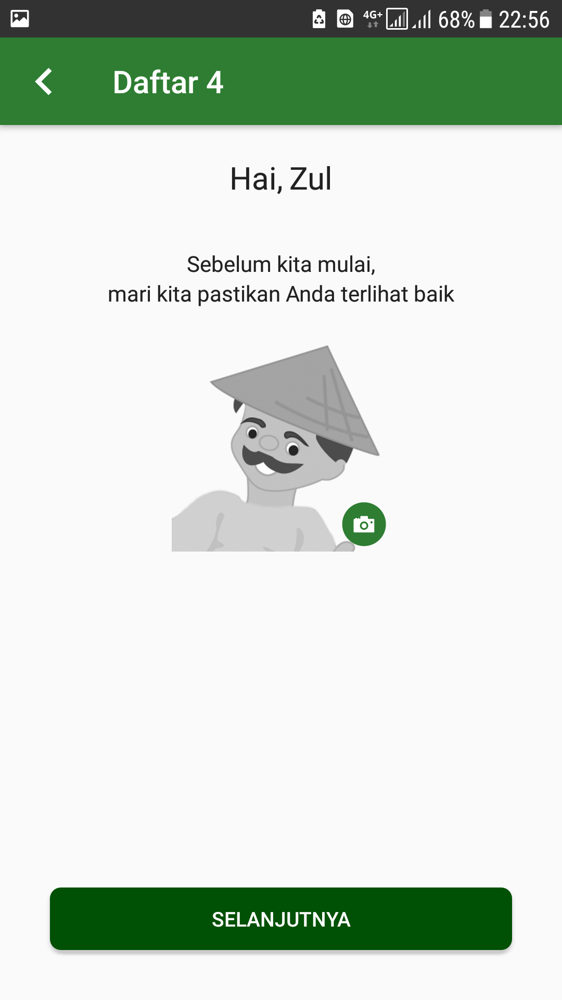 4G+ 68% 22:56
Daftar 4
Hai, Zul
Sebelum kita mulai,
mari kita pastikan Anda terlihat baik
SELANJUTNYA